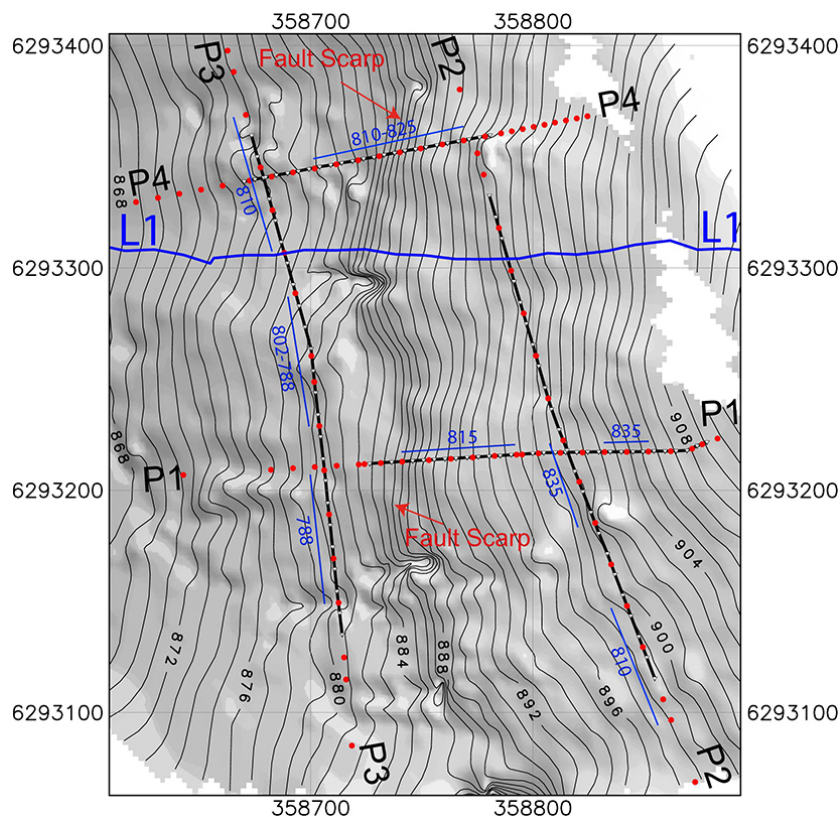 358700 358800
6293400 6293400
P3 P2
Fault Scarp
P4
810-825
P4
868
810
L1 L1
6293300 6293300
802-788
P1
908
815 835
868
P1
835
6293200 6293200
788
Fault Scarp
904
900
872 884 888
810
876 880
892 896
6293100 6293100
P3 P2
358700 358800